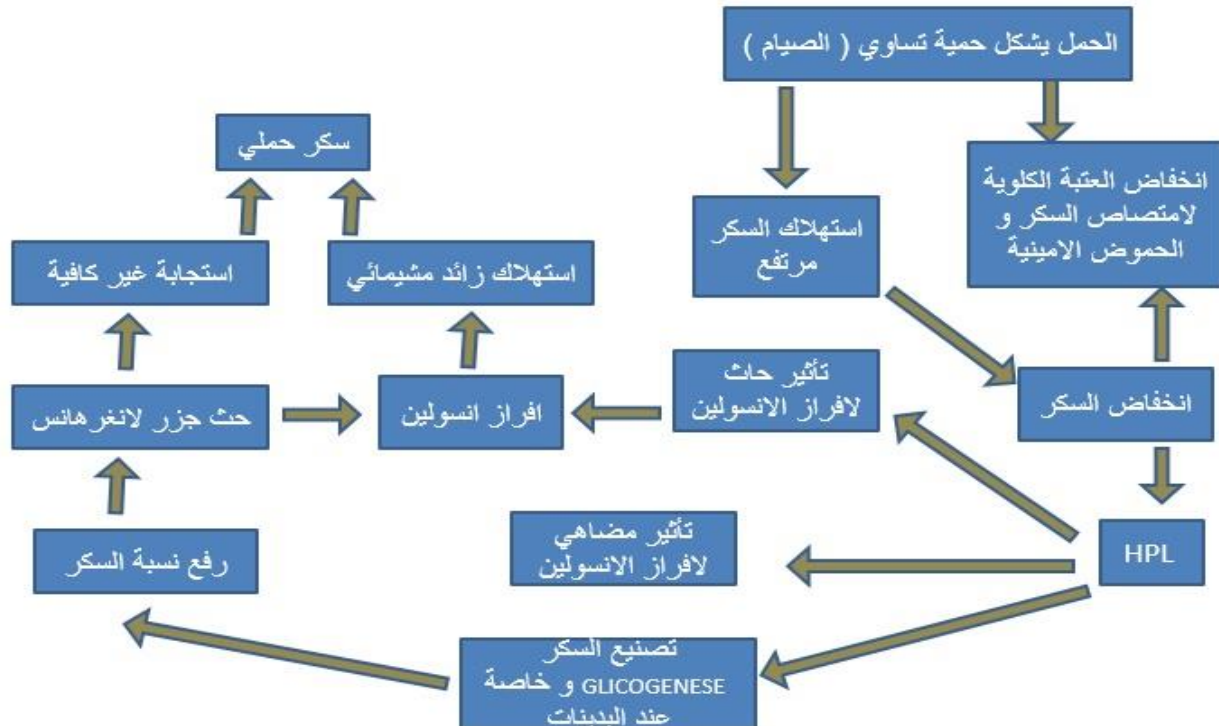 الحمل يشكل حمية تساوي ( الصيام )
سكر حملي
انخفاض العتبة الكلوية
لامتصاص السكر و
الحموض الامينية
استهلاك السكر
مرتفع
استجابة غير كافية
استهلاك زائد مشيمائي
تأثير حاث
لافراز الانسولين
انخفاض السكر
حث جزر لانغرهانس
افراز انسولين
تأثير مضاهي
لافراز الانسولين
HPL
رفع نسبة السكر
تصنيع السكر
GLICOGENESE و خاصة
عند البدينات